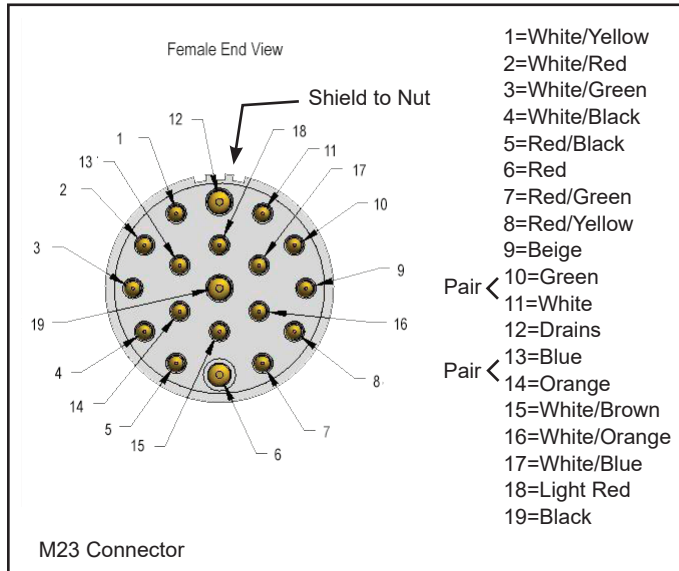 Female End View
Shield to Nut
12
18
1
11
13
17
2
10
3
9
19
16
4
8
14
5
7
15
6
1=White/Yellow
2=White/Red
3=White/Green
4=White/Black
5=Red/Black
6=Red
7=Red/Green
8=Red/Yellow
9=Beige
Pair
10=Green
11=White
12=Drains
Pair
13=Blue
14=Orange
15=White/Brown
16=White/Orange
17=White/Blue
18=Light Red
19=Black
M23 Connector